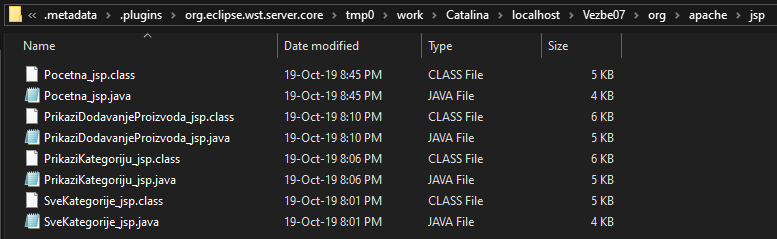 « .metadata > .plugins > org.eclipse.wst.server.core > tmp0 > work > Catalina > localhost > Vezbe07 > org > apache > jsp
Name Date modified Type Size
Pocetna_jsp.class 19-Oct-19 8:45 PM CLASS File 5 KB
Pocetna_jsp.java 19-Oct-19 8:45 PM JAVA File 4 KB
PrikaziDodavanjeProizvoda_jsp.class 19-Oct-19 8:10 PM CLASS File 6 KB
PrikaziDodavanjeProizvoda_jsp.java 19-Oct-19 8:10 PM JAVA File 5 KB
PrikaziKategoriju_jsp.class 19-Oct-19 8:06 PM CLASS File 6 KB
PrikaziKategoriju_jsp.java 19-Oct-19 8:06 PM JAVA File 5 KB
SveKategorije_jsp.class 19-Oct-19 8:01 PM CLASS File 5 KB
SveKategorije_jsp.java 19-Oct-19 8:01 PM JAVA File 4 KB